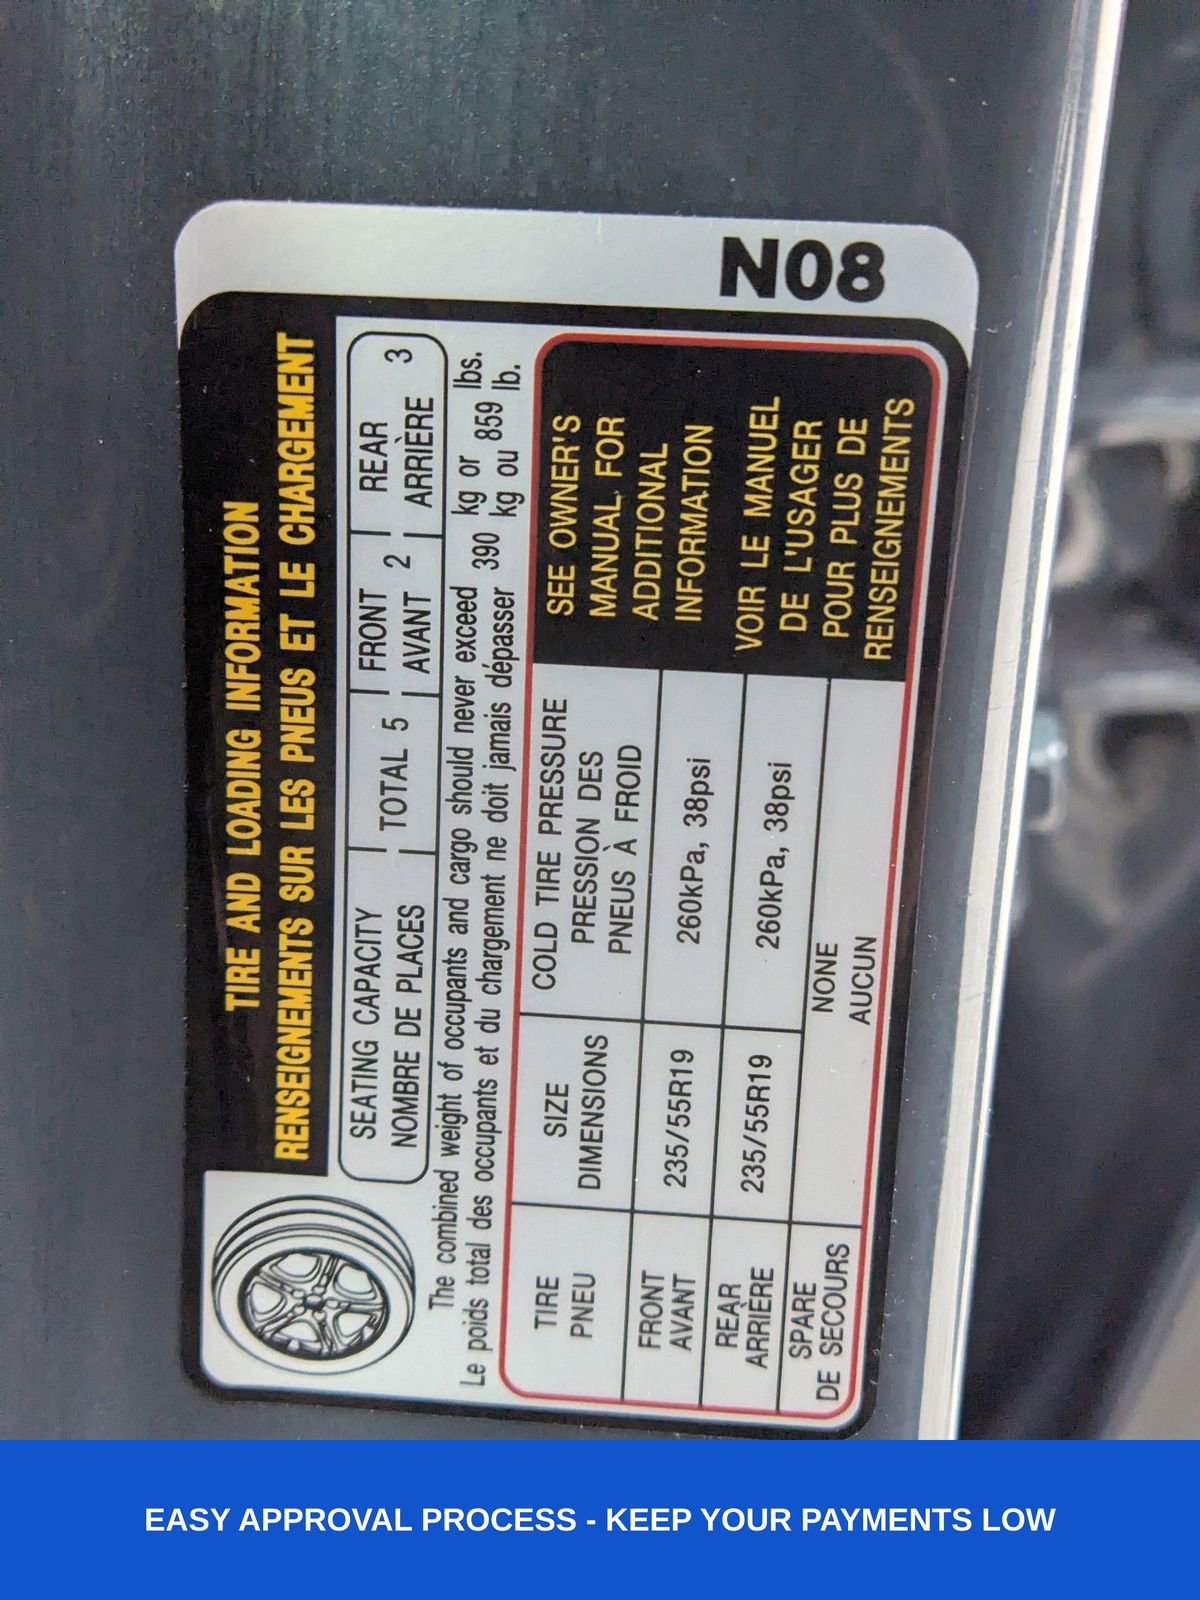 TIRE AND LOADING INFORMATION
RENSEIGNEMENTS SUR LES PNEUS ET LE CHARGEMENT
SEATING CAPACITY
NOMBRE DE PLACES
TOTAL 5
FRONT
AVANT 2
REAR
ARRIÈRE 3
The combined weight of occupants and cargo should never exceed 390 kg or 859 lbs.
Le poids total des occupants et du chargement ne doit jamais dépasser kg ou lb.
TIRE
PNEU
SIZE
DIMENSIONS
COLD TIRE PRESSURE
PRESSION DES
PNEUS À FROID
FRONT
AVANT
235/55R19
260kPa, 38psi
REAR
ARRIÈRE
235/55R19
260kPa, 38psi
SPARE
DE SECOURS
NONE
AUCUN
SEE OWNER'S
MANUAL FOR
ADDITIONAL
INFORMATION
VOIR LE MANUEL
DE L'USAGER
POUR PLUS DE
RENSEIGNEMENTS
N08
EASY APPROVAL PROCESS - KEEP YOUR PAYMENTS LOW